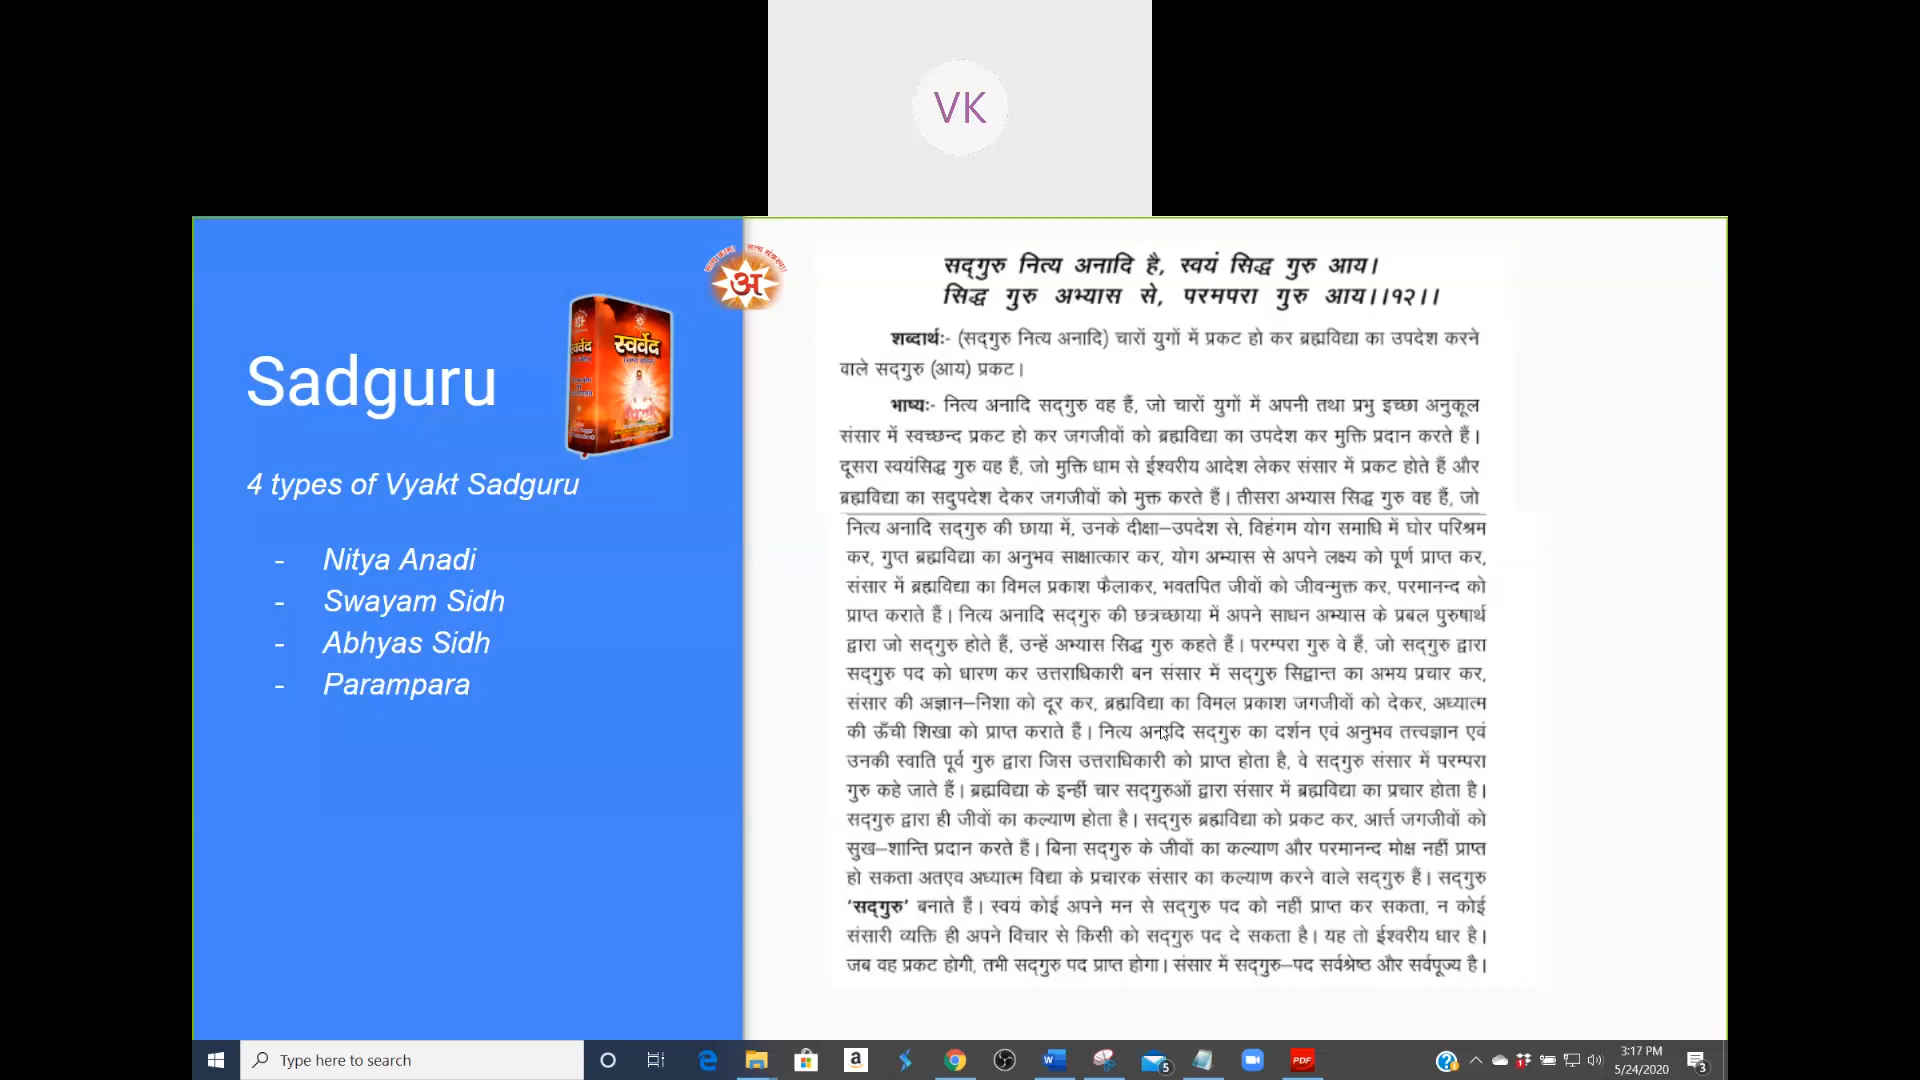 VK
Sadguru
4 types of Vyakt Sadguru
- Nitya Anadi
- Swayam Sidh
- Abhyas Sidh
- Parampara
स्वर्वेद
स्वर्वेद
अ
सद्गुरु नित्य अनादि है, स्वयं सिद्ध गुरु आय।
सिद्ध गुरु अभ्यास से, परमपरा गुरु आय।।१२।।
शब्दार्थः- (सद्गुरु नित्य अनादि) चारों युगों में प्रकट हो कर ब्रह्मविद्या का उपदेश करने
वाले सद्गुरु (आय) प्रकट।
भाष्यः- नित्य अनादि सद्गुरु वह हैं, जो चारों युगों में अपनी तथा प्रभु इच्छा अनुकूल
संसार में स्वच्छन्द प्रकट हो कर जगजीवों को ब्रह्मविद्या का उपदेश कर मुक्ति प्रदान करते हैं।
दूसरा स्वयंसिद्ध गुरु वह हैं, जो मुक्ति धाम से ईश्वरीय आदेश लेकर संसार में प्रकट होते हैं और
ब्रह्मविद्या का सदुपदेश देकर जगजीवों को मुक्त करते हैं। तीसरा अभ्यास सिद्ध गुरु वह हैं, जो
नित्य अनादि सद्गुरु की छाया में, उनके दीक्षा–उपदेश से, विहंगम योग समाधि में घोर परिश्रम
कर, गुप्त ब्रह्मविद्या का अनुभव साक्षात्कार कर, योग अभ्यास से अपने लक्ष्य को पूर्ण प्राप्त कर,
संसार में ब्रह्मविद्या का विमल प्रकाश फैलाकर, भवतपित जीवों को जीवन्मुक्त कर, परमानन्द को
प्राप्त कराते हैं। नित्य अनादि सद्गुरु की छत्रच्छाया में अपने साधन अभ्यास के प्रबल पुरुषार्थ
द्वारा जो सद्गुरु होते हैं, उन्हें अभ्यास सिद्ध गुरु कहते हैं। परम्परा गुरु वे हैं, जो सद्गुरु द्वारा
सद्गुरु पद को धारण कर उत्तराधिकारी बन संसार में सद्गुरु सिद्वान्त का अभय प्रचार कर,
संसार की अज्ञान–निशा को दूर कर, ब्रह्मविद्या का विमल प्रकाश जगजीवों को देकर, अध्यात्म
की ऊँची शिखा को प्राप्त कराते हैं। नित्य अनादि सद्गुरु का दर्शन एवं अनुभव तत्त्वज्ञान एवं
उनकी स्वाति पूर्व गुरु द्वारा जिस उत्तराधिकारी को प्राप्त होता है, वे सद्गुरु संसार में परम्परा
गुरु कहे जाते हैं। ब्रह्मविद्या के इन्हीं चार सद्गुरुओं द्वारा संसार में ब्रह्मविद्या का प्रचार होता है।
सद्गुरु द्वारा ही जीवों का कल्याण होता है। सद्गुरु ब्रह्मविद्या को प्रकट कर, आर्त्त जगजीवों को
सुख–शान्ति प्रदान करते हैं। बिना सद्गुरु के जीवों का कल्याण और परमानन्द मोक्ष नहीं प्राप्त
हो सकता अतएव अध्यात्म विद्या के प्रचारक संसार का कल्याण करने वाले सद्गुरु हैं। सद्गुरु
'सद्गुरु' बनाते हैं। स्वयं कोई अपने मन से सद्गुरु पद को नहीं प्राप्त कर सकता, न कोई
संसारी व्यक्ति ही अपने विचार से किसी को सद्गुरु पद दे सकता है। यह तो ईश्वरीय धार है।
जब वह प्रकट होगी, तभी सद्गुरु पद प्राप्त होगा। संसार में सद्गुरु–पद सर्वश्रेष्ठ और सर्वपूज्य है।
Type here to search
PDF
5
3:17 PM
5/24/2020
3